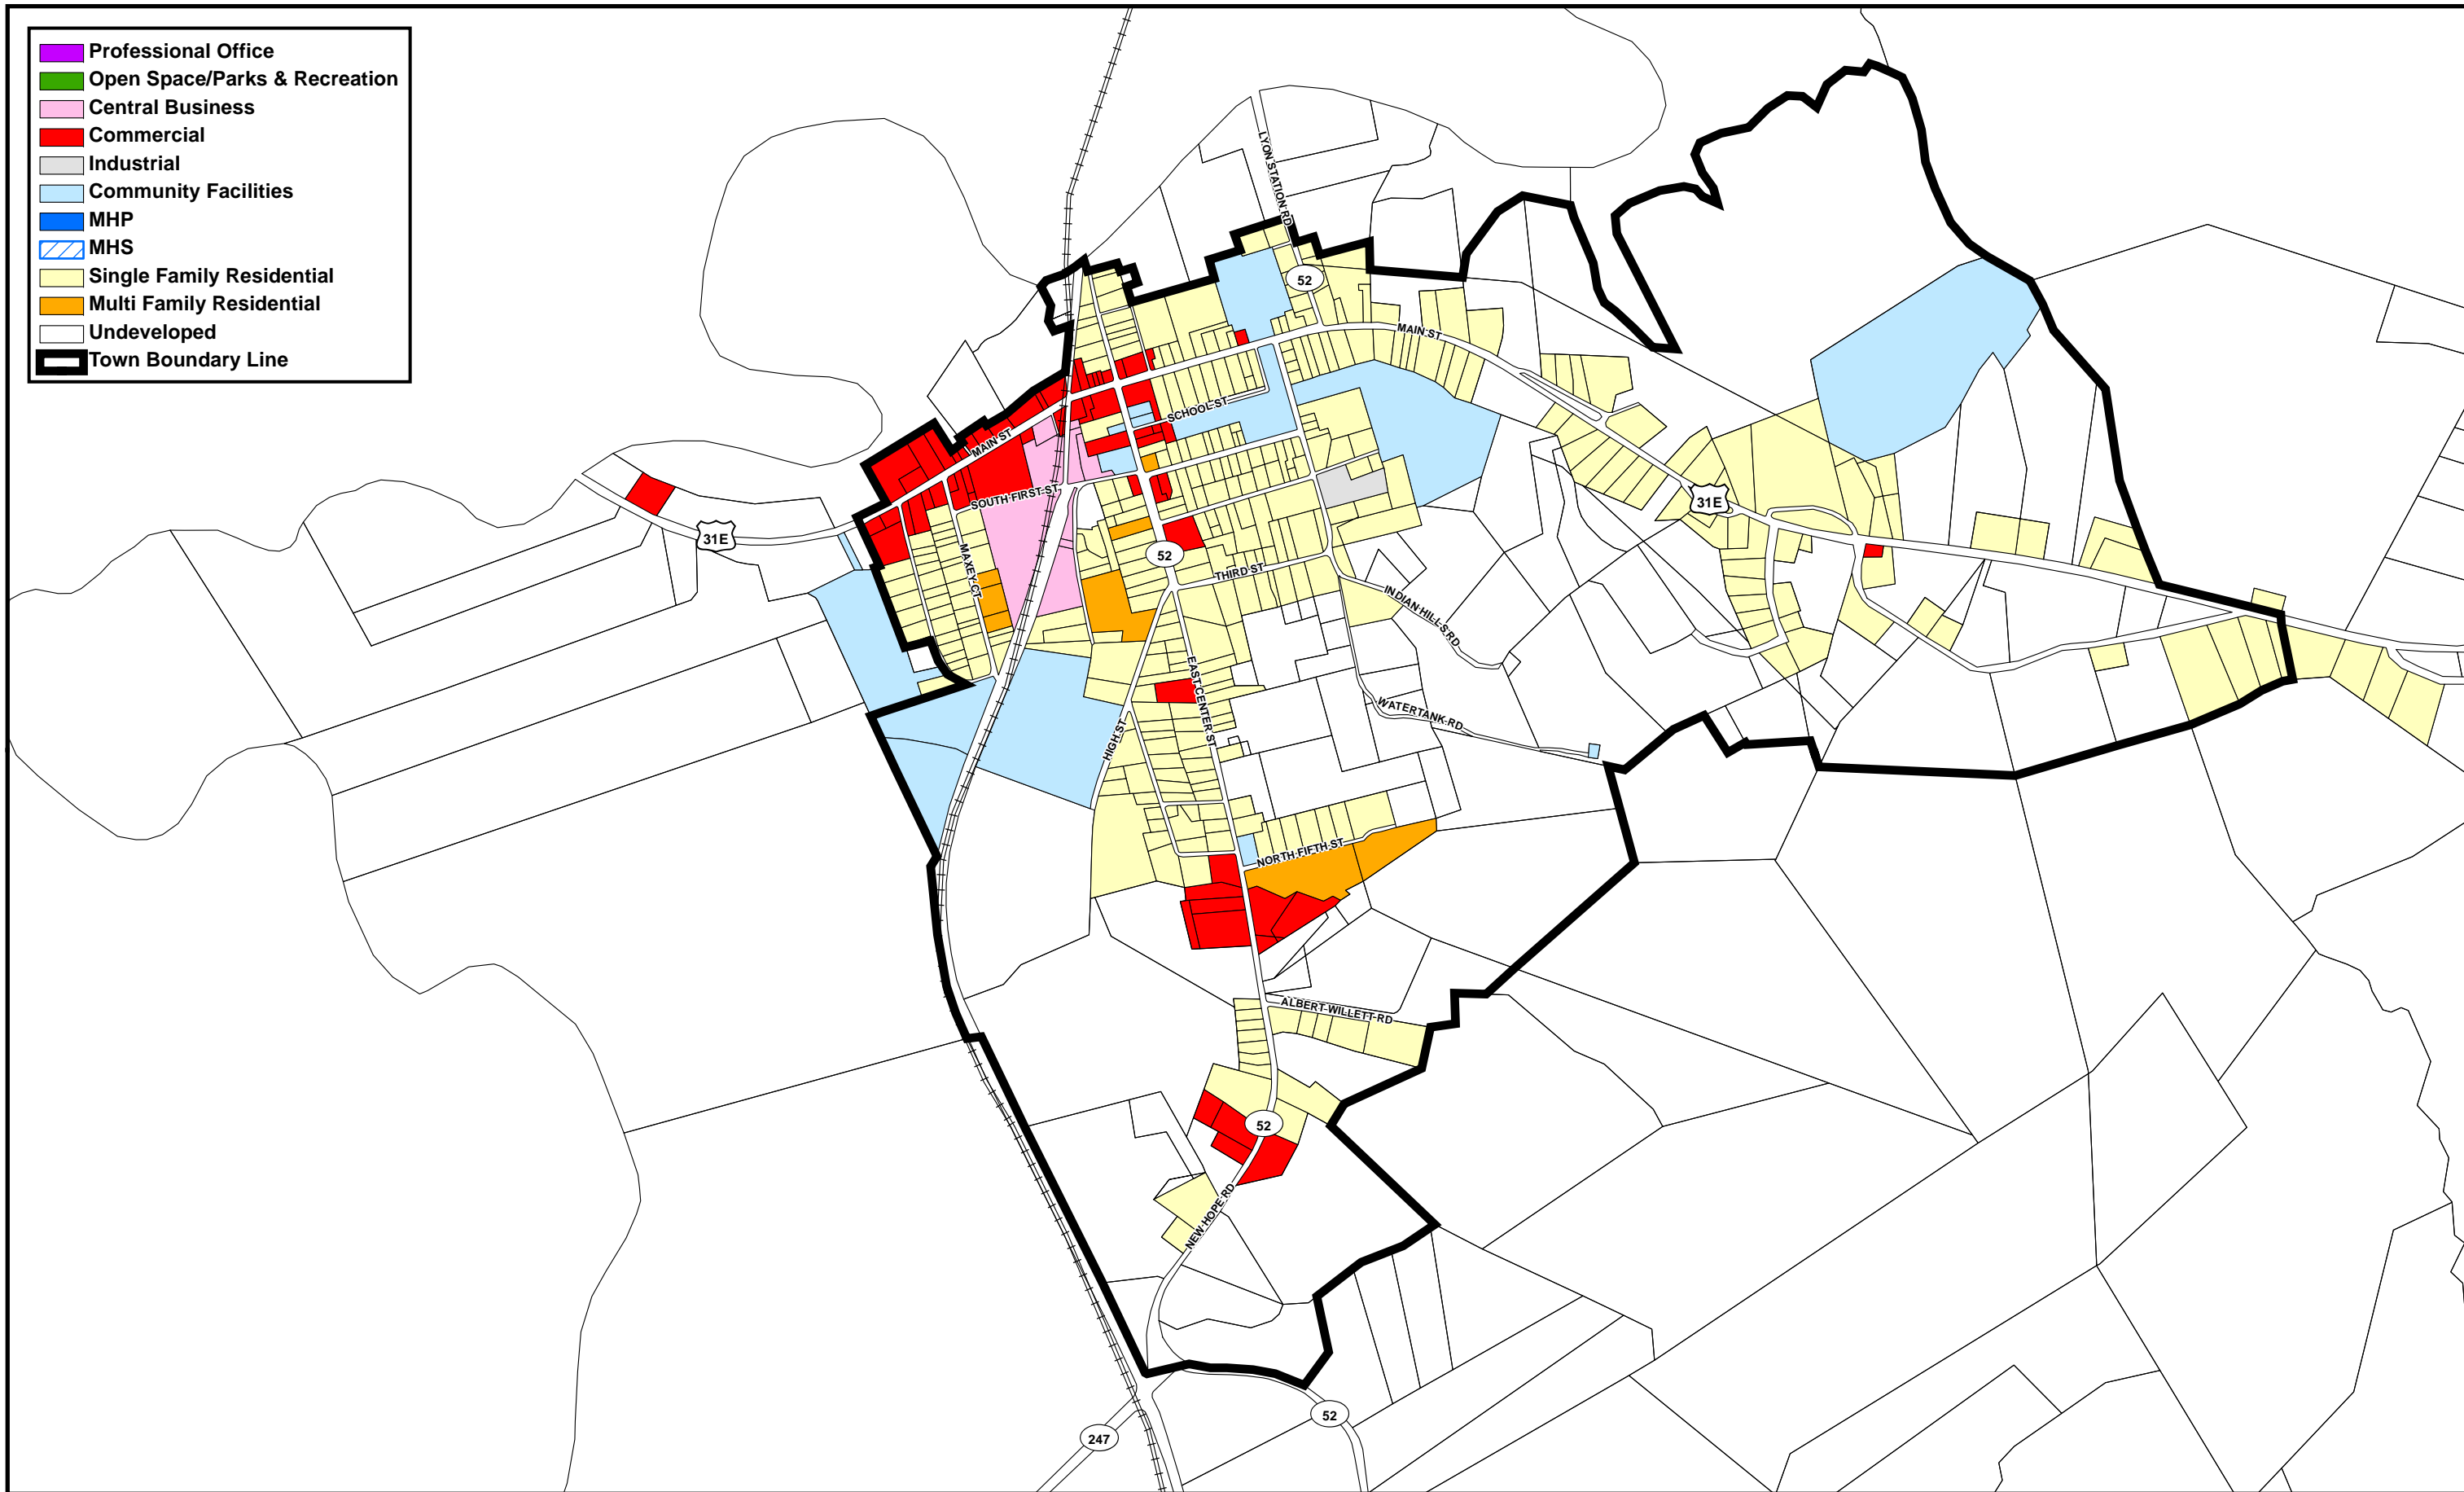 Professional Office
Open Space/Parks & Recreation
Central Business
Commercial
Industrial
Community Facilities
MHP
MHS
Single Family Residential
Multi Family Residential
Undeveloped
Town Boundary Line
LYON STATION RD
52
MAIN ST
SCHOOL ST
MAIN ST
SOUTH FIRST ST
31E
31E
52
MAXEY CT
THIRD ST
INDIAN HILLS RD
EAST CENTER ST
WATERTANK RD
HIGH ST
NORTH FIFTH ST
ALBERT WILLETT RD
52
NEW HOPE RD
52
247